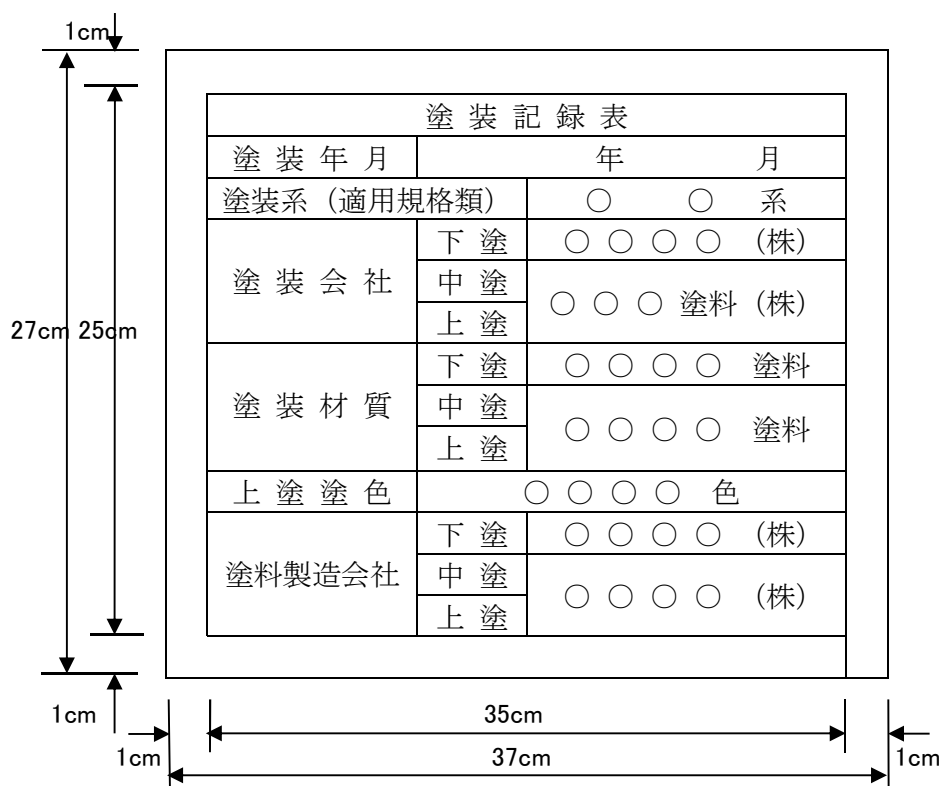 1cm
塗 装 記 録 表
塗 装 年 月 年 月
塗装系（適用規格類） ○ ○ 系
塗 装 会 社 下 塗 ○ ○ ○ ○ （株）
中 塗 ○ ○ ○ 塗料（株）
上 塗
27cm 25cm
塗 装 材 質 下 塗 ○ ○ ○ ○ 塗料
中 塗 ○ ○ ○ ○ 塗料
上 塗
上 塗 塗 色 ○ ○ ○ ○ 色
塗料製造会社 下 塗 ○ ○ ○ ○ （株）
中 塗 ○ ○ ○ ○ （株）
上 塗
1cm
35cm
1cm
37cm
1cm